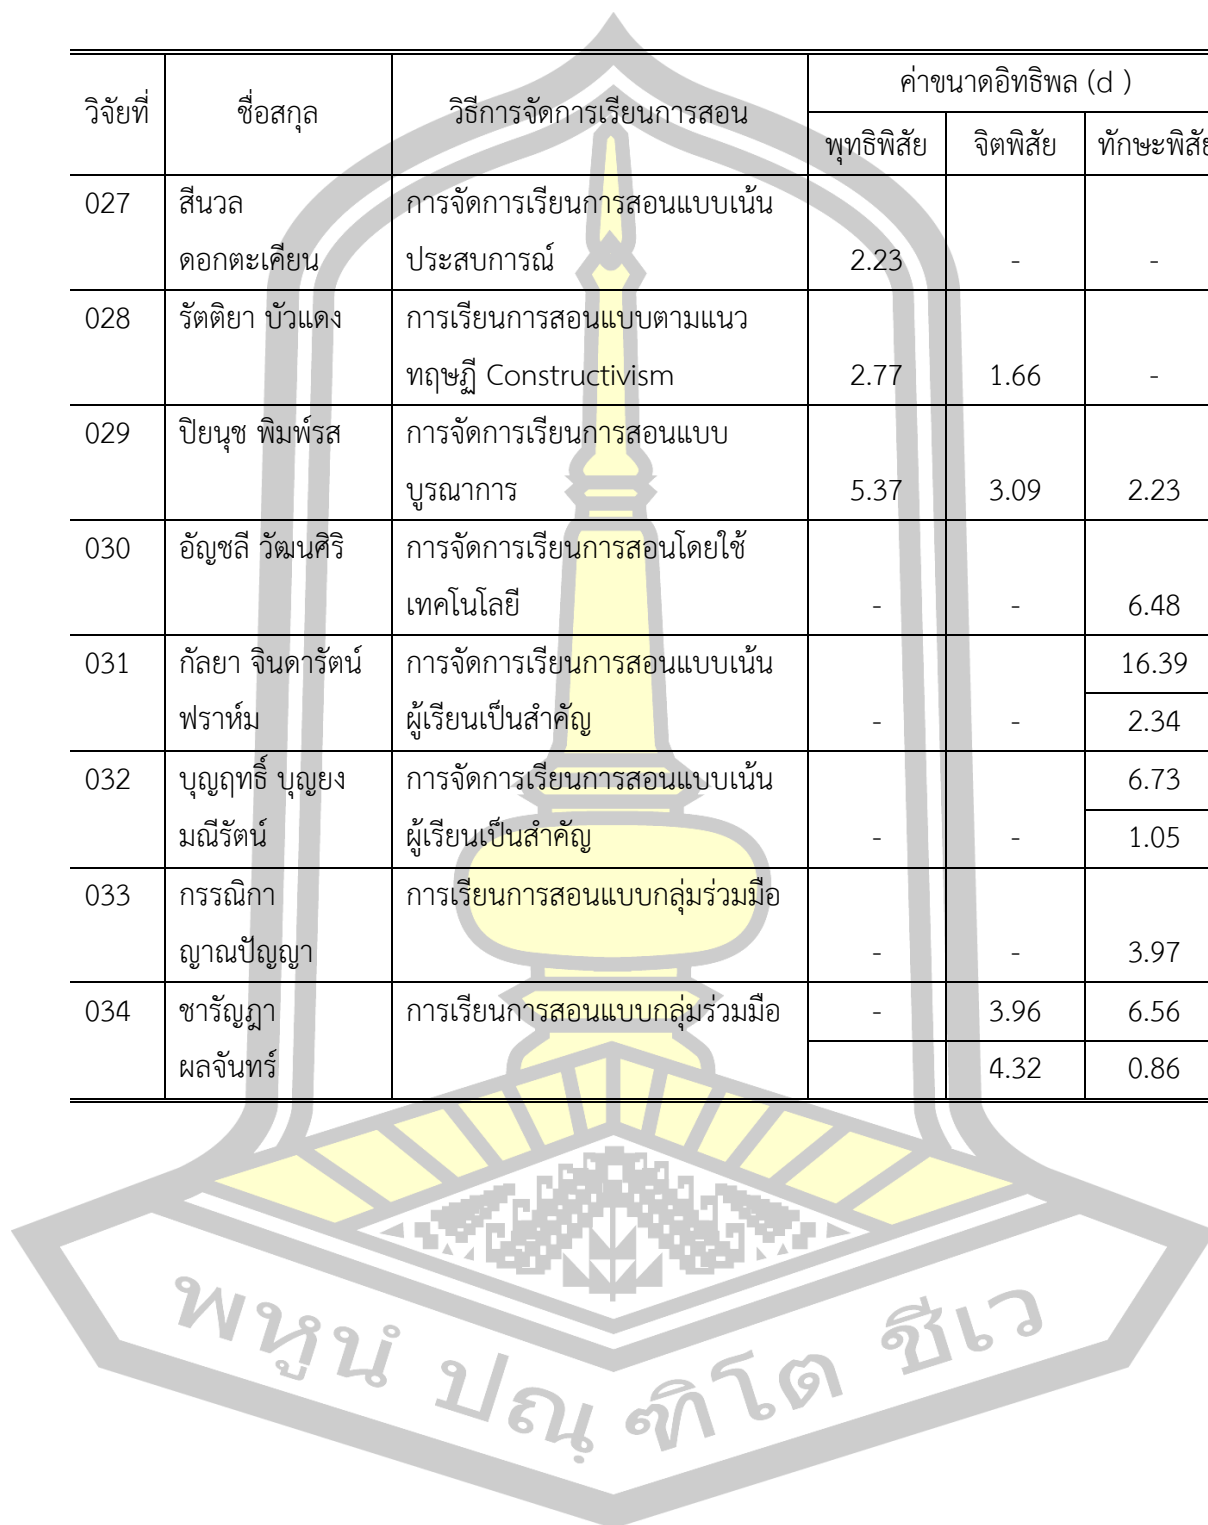 วิจัยที่ ชื่อสกุล วิธีการจัดการเรียนการสอน ค่าขนาดอิทธิพล (d )
พุทธิพิสัย จิตพิสัย ทักษะพิสัย
027 สีนวล การจัดการเรียนการสอนแบบเน้น
ดอกตะเคียน ประสบการณ์ 2.23 - -
028 รัตติยา บัวแดง การเรียนการสอนแบบตามแนว
ทฤษฏี Constructivism 2.77 1.66 -
029 ปิยนุช พิมพ์รส การจัดการเรียนการสอนแบบ
บูรณาการ 5.37 3.09 2.23
030 อัญชลี วัฒนศิริ การจัดการเรียนการสอนโดยใช้
เทคโนโลยี - - 6.48
031 กัลยา จินดารัตน์ การจัดการเรียนการสอนแบบเน้น 16.39
ฟราห์ม ผู้เรียนเป็นสำคัญ - - 2.34
032 บุญฤทธิ์ บุญยง การจัดการเรียนการสอนแบบเน้น 6.73
มณีรัตน์ ผู้เรียนเป็นสำคัญ - - 1.05
033 กรรณิกา การเรียนการสอนแบบกลุ่มร่วมมือ
ญาณปัญญา - - 3.97
034 ชารัญฎา การเรียนการสอนแบบกลุ่มร่วมมือ - 3.96 6.56
ผลจันทร์ 4.32 0.86
พหูนํ ปณฺฑิโต ชีเว